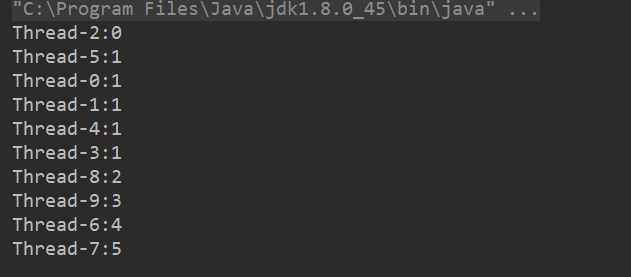 "C:\Program Files\Java\jdk1.8.0_45\bin\java" ...
Thread-2:0
Thread-5:1
Thread-0:1
Thread-1:1
Thread-4:1
Thread-3:1
Thread-8:2
Thread-9:3
Thread-6:4
Thread-7:5